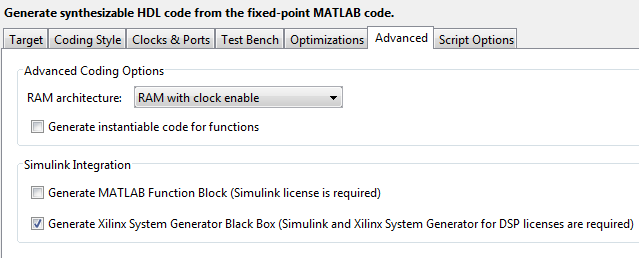 Generate synthesizable HDL code from the fixed-point MATLAB code.
Target Coding Style Clocks & Ports Test Bench Optimizations Advanced Script Options
Advanced Coding Options
RAM architecture: RAM with clock enable
Generate instantiable code for functions
Simulink Integration
Generate MATLAB Function Block (Simulink license is required)
Generate Xilinx System Generator Black Box (Simulink and Xilinx System Generator for DSP licenses are required)